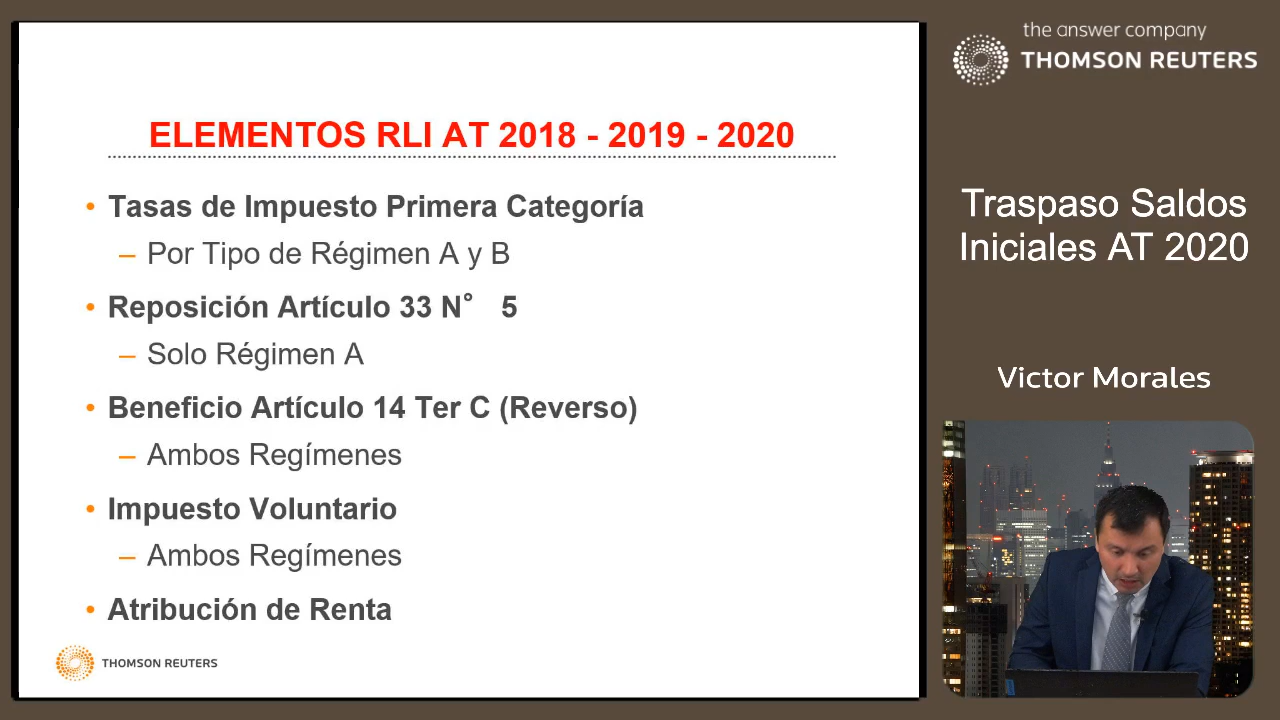 ELEMENTOS RLI AT 2018 - 2019 - 2020
• Tasas de Impuesto Primera Categoría
– Por Tipo de Régimen A y B
• Reposición Artículo 33 N° 5
– Solo Régimen A
• Beneficio Artículo 14 Ter C (Reverso)
– Ambos Regímenes
• Impuesto Voluntario
– Ambos Regímenes
• Atribución de Renta
THOMSON REUTERS
the answer company
THOMSON REUTERS
Traspaso Saldos
Iniciales AT 2020
Victor Morales